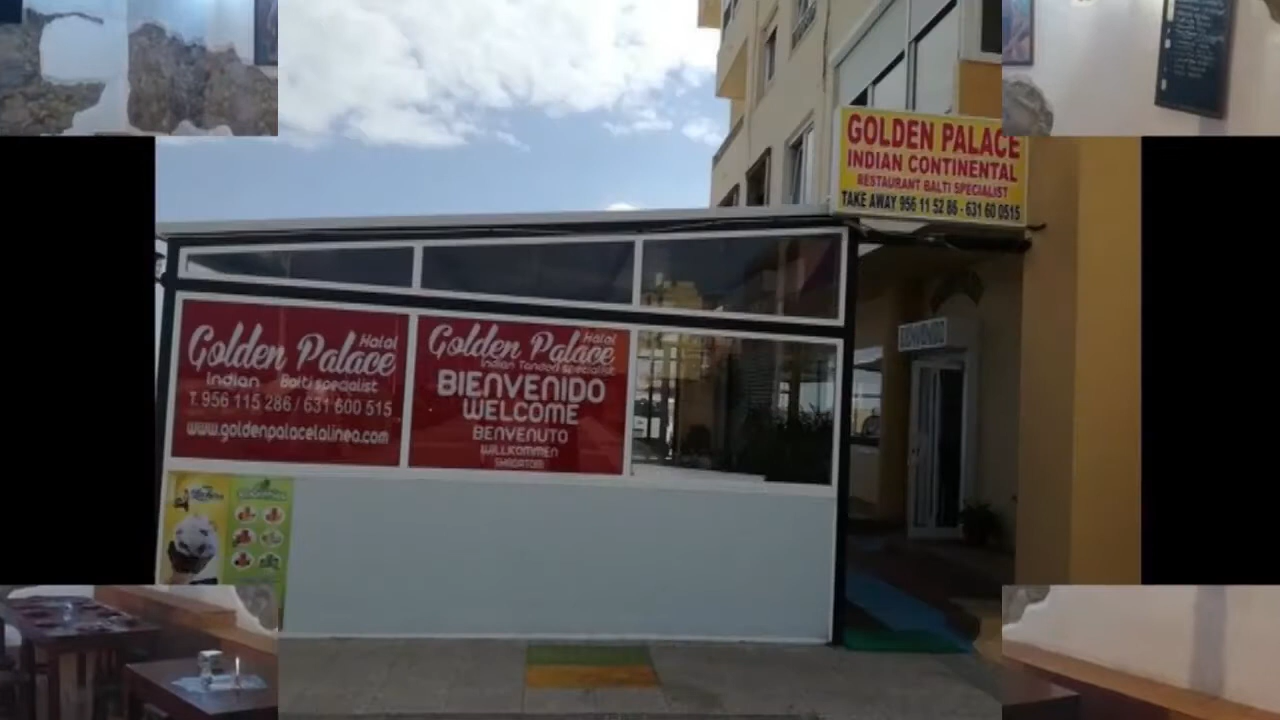 GOLDEN PALACE
INDIAN CONTINENTAL
RESTAURANT BALTI SPECIALIST
TAKE AWAY 956 11 52 86 - 631 60 0515
BIENVENIDO
Halal
Golden Palace
Indian Balti specialist
T. 956 115 286 / 631 600 515
www.goldenpalacelalinea.com
Halal
Golden Palace
Indian Tandori specialist
BIENVENIDO
WELCOME
BENVENUTO
WILLKOMMEN